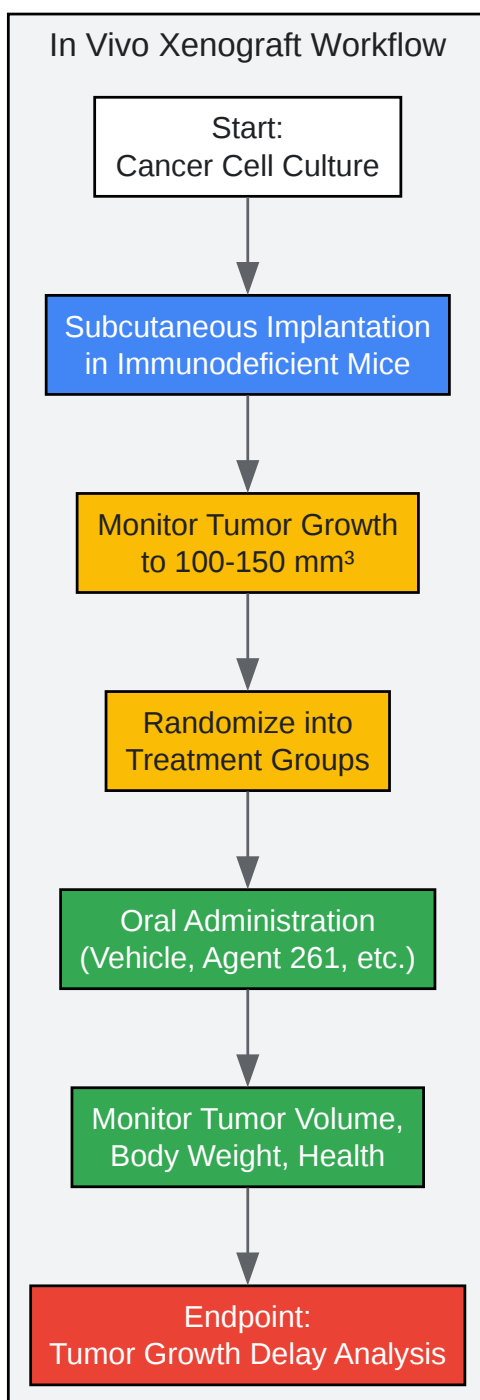 In Vivo Xenograft Workflow
Start:
Cancer Cell Culture
Subcutaneous Implantation
in Immunodeficient Mice
Monitor Tumor Growth
to 100-150 mm³
Randomize into
Treatment Groups
Oral Administration
(Vehicle, Agent 261, etc.)
Monitor Tumor Volume,
Body Weight, Health
Endpoint:
Tumor Growth Delay Analysis